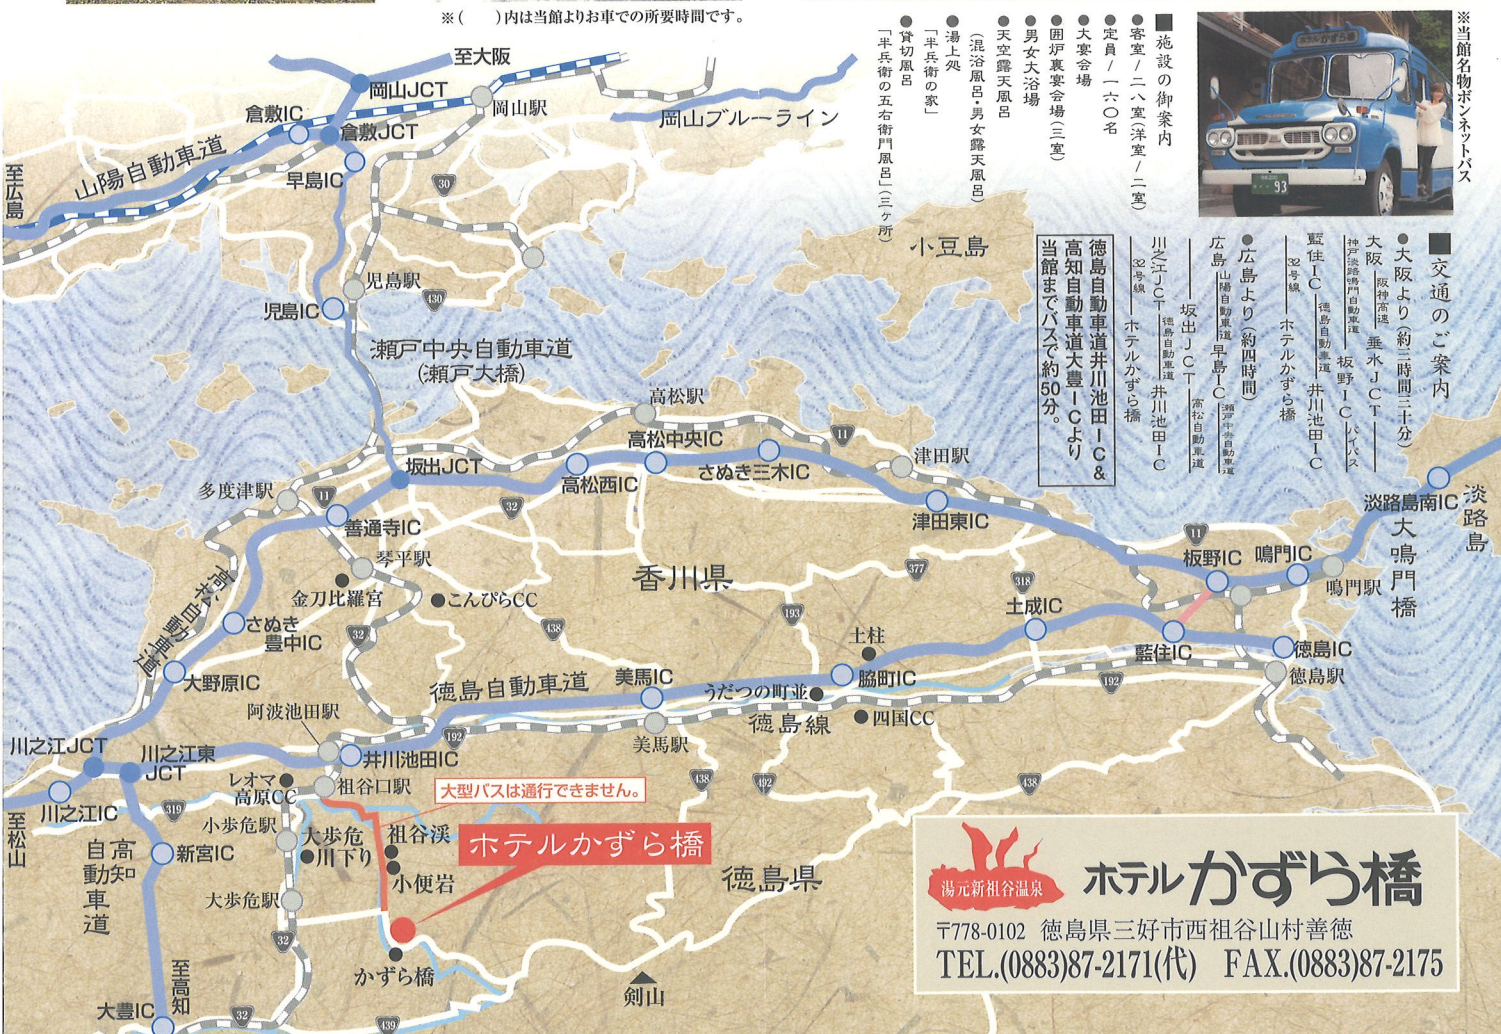 ※(　　)内は当館よりお車での所要時間です。
※当館名物ボンネットバス
ホテルかずら橋
93
■施設の御案内
●客室/二八室(洋室/二室)
●定員/一六〇名
●大宴会場
●囲炉裏宴会場(三室)
●男女大浴場
●天空露天風呂
(混浴風呂・男女露天風呂)
●湯上処
「半兵衛の家」
●貸切風呂
「半兵衛の五右衛門風呂」(三ヶ所)
■交通のご案内
●大阪より(約三時間三十分)
大阪―阪神高速―垂水JCT―
神戸淡路鳴門自動車道―板野IC―バイパス
藍住IC―徳島自動車道―井川池田IC
―32号線―ホテルかずら橋
●広島より(約四時間)
広島―山陽自動車道―早島IC―瀬戸中央自動車道
―坂出JCT―高松自動車道
川之江JCT―徳島自動車道―井川池田IC
―32号線―ホテルかずら橋
徳島自動車道井川池田IC&
高知自動車道大豊ICより
当館までバスで約50分。
至大阪
岡山JCT
岡山駅
倉敷IC
倉敷JCT
岡山ブルーライン
山陽自動車道
早島IC
至広島
30
小豆島
児島駅
430
児島IC
瀬戸中央自動車道
(瀬戸大橋)
高松駅
高松中央IC
11
坂出JCT
さぬき三木IC
津田駅
高松西IC
多度津駅
11
32
津田東IC
淡路島南IC
淡路島
善通寺IC
大鳴門橋
11
琴平駅
板野IC
鳴門IC
鳴門駅
香川県
377
318
高松自動車道
金刀比羅宮
こんぴらCC
193
土成IC
さぬき
豊中IC
32
438
土柱
藍住IC
徳島IC
大野原IC
徳島自動車道
美馬IC
脇町IC
徳島駅
うだつの町並
192
阿波池田駅
徳島線
四国CC
川之江JCT
川之江東
JCT
192
美馬駅
井川池田IC
レオマ
高原CC
祖谷口駅
大型バスは通行できません。
438
492
438
川之江IC
319
至松山
小歩危駅
大歩危
川下り
祖谷渓
ホテルかずら橋
高知
自動車道
新宮IC
小便岩
徳島県
大歩危駅
32
かずら橋
剣山
至高知
大豊IC
32
439
湯元新祖谷温泉
ホテルかずら橋
〒778-0102 徳島県三好市西祖谷山村善徳
TEL.(0883)87-2171(代) FAX.(0883)87-2175